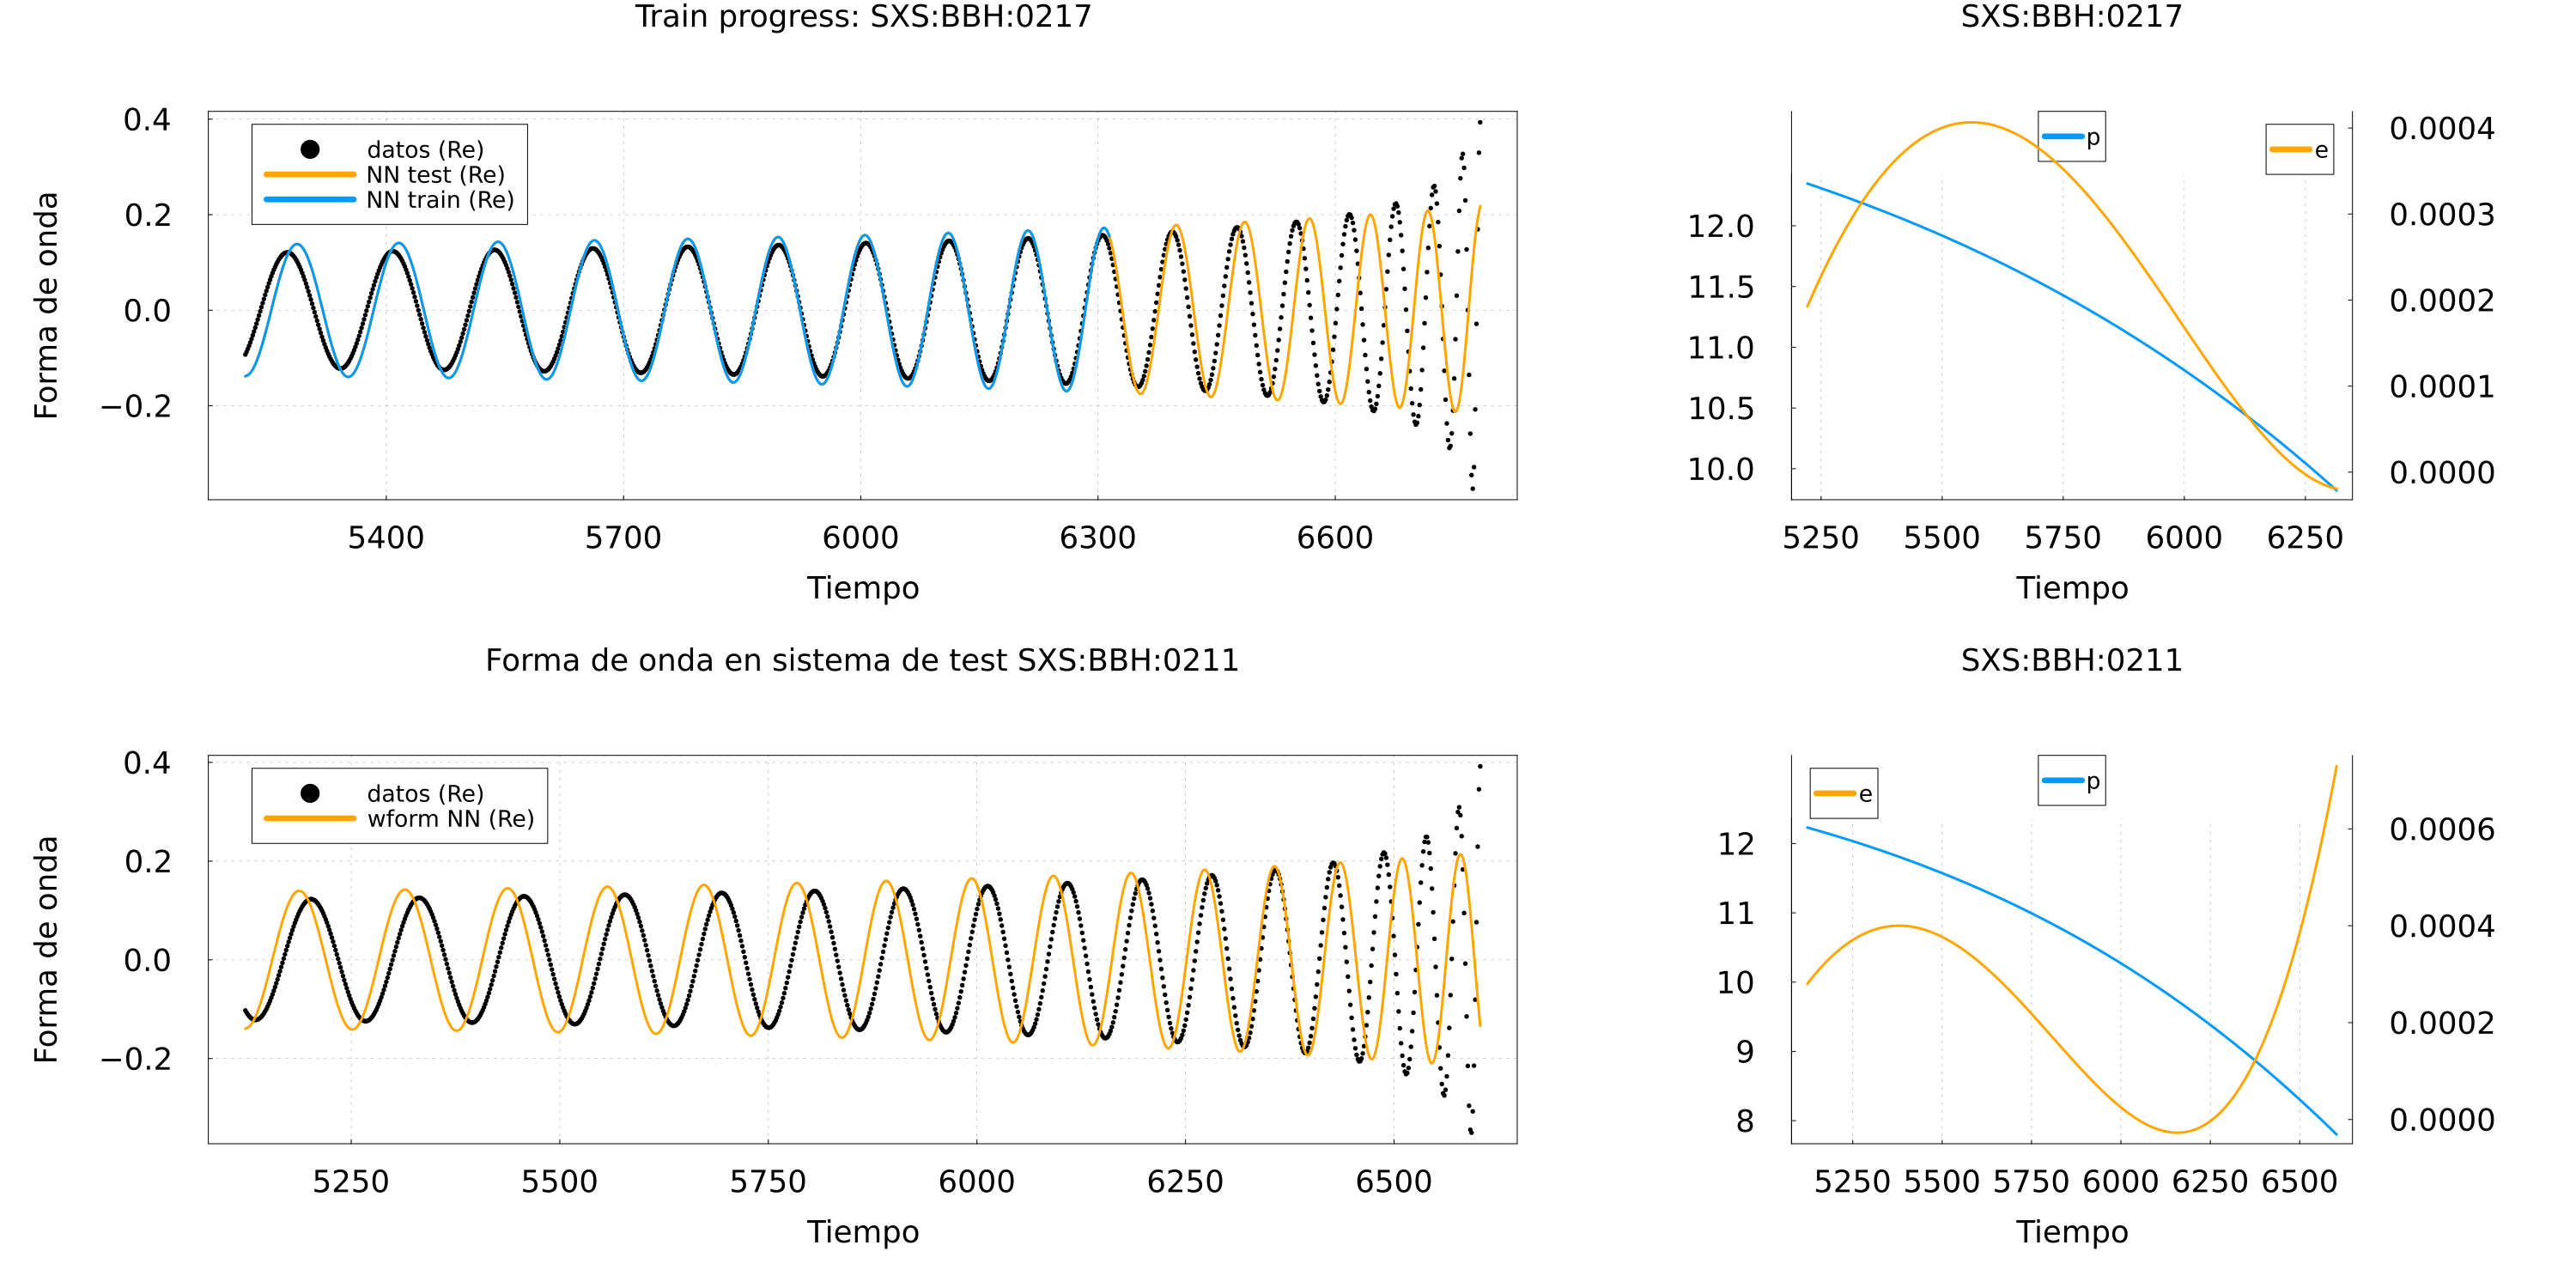 Train progress: SXS:BBH:0217
Forma de onda
0.4
0.2
0.0
−0.2
datos (Re)
NN test (Re)
NN train (Re)
5400 5700 6000 6300 6600
Tiempo
SXS:BBH:0217
12.0
11.5
11.0
10.5
10.0
p
e
0.0004
0.0003
0.0002
0.0001
0.0000
5250 5500 5750 6000 6250
Tiempo
Forma de onda en sistema de test SXS:BBH:0211
Forma de onda
0.4
0.2
0.0
−0.2
datos (Re)
wform NN (Re)
5250 5500 5750 6000 6250 6500
Tiempo
SXS:BBH:0211
12
11
10
9
8
e
p
0.0006
0.0004
0.0002
0.0000
5250 5500 5750 6000 6250 6500
Tiempo